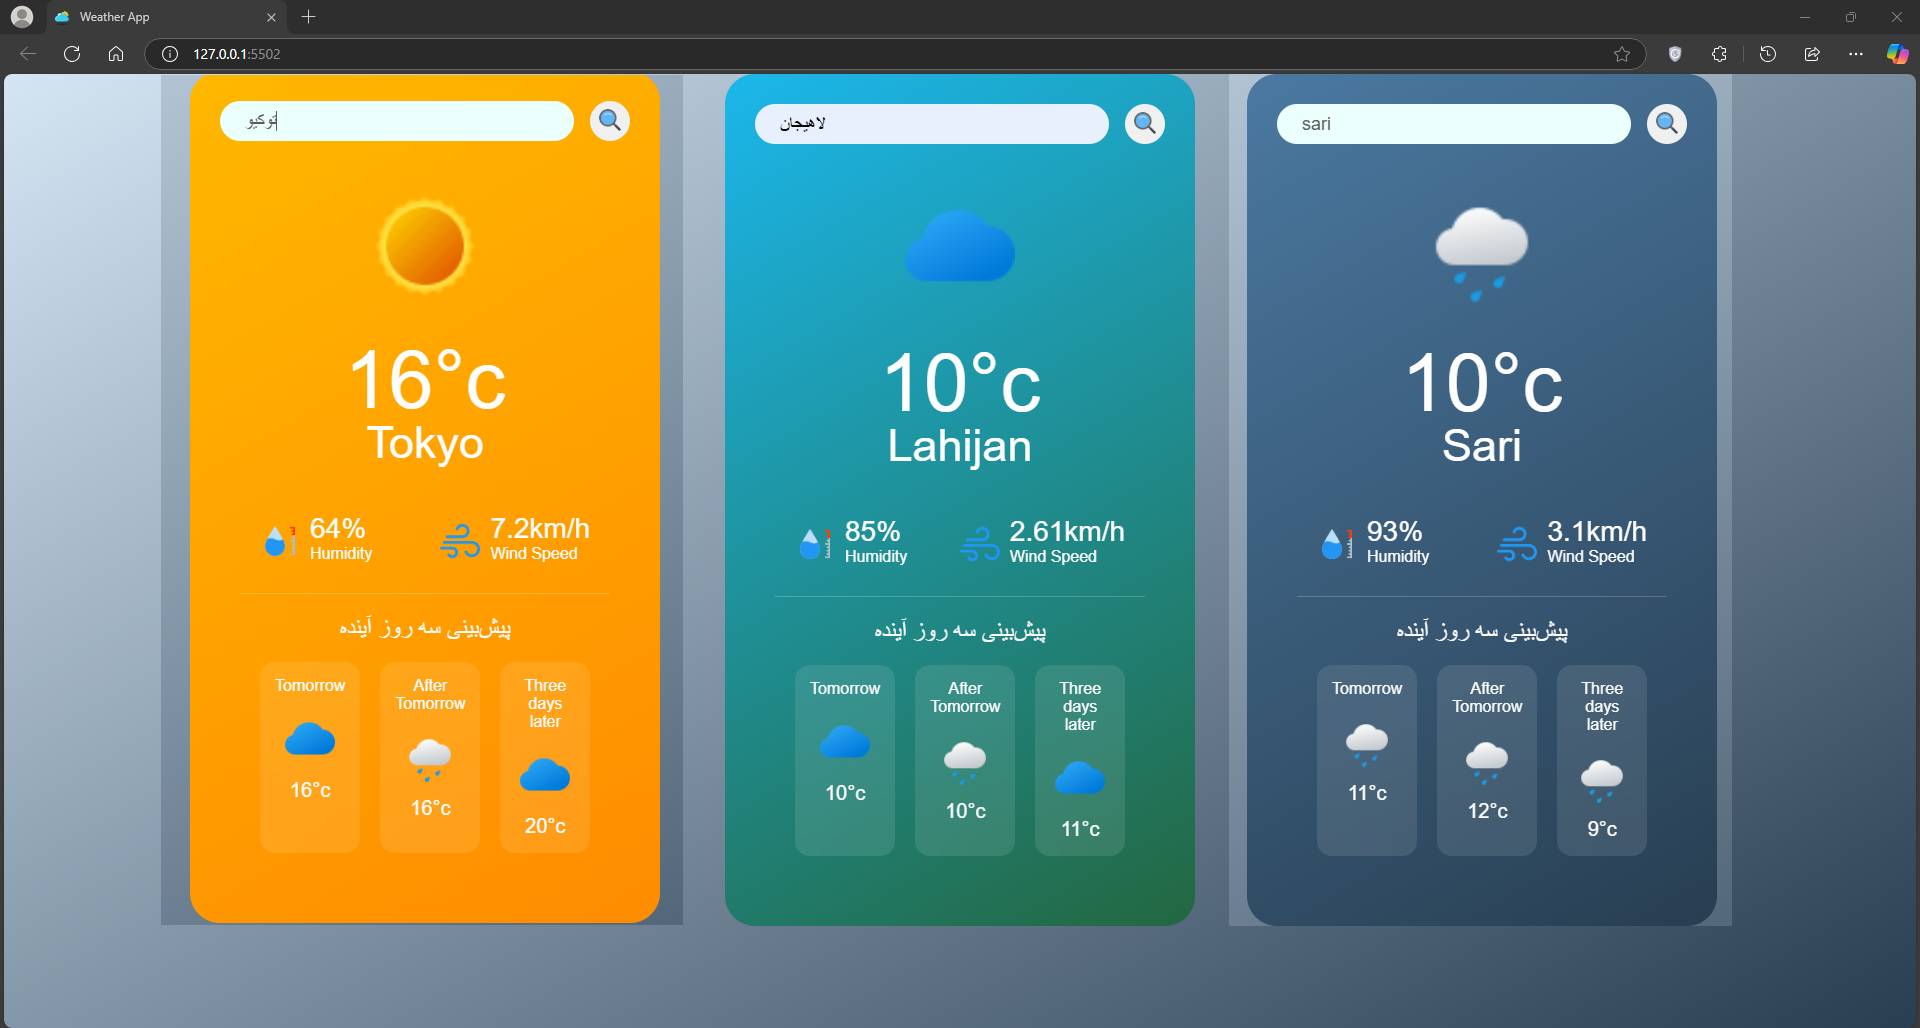 Weather App
127.0.0.1:5502
توکیو
16°c
Tokyo
64%
Humidity
7.2km/h
Wind Speed
پیش‌بینی سه روز آینده
Tomorrow
16°c
After
Tomorrow
16°c
Three
days
later
20°c
لاهیجان
10°c
Lahijan
85%
Humidity
2.61km/h
Wind Speed
پیش‌بینی سه روز آینده
Tomorrow
10°c
After
Tomorrow
10°c
Three
days
later
11°c
sari
10°c
Sari
93%
Humidity
3.1km/h
Wind Speed
پیش‌بینی سه روز آینده
Tomorrow
11°c
After
Tomorrow
12°c
Three
days
later
9°c